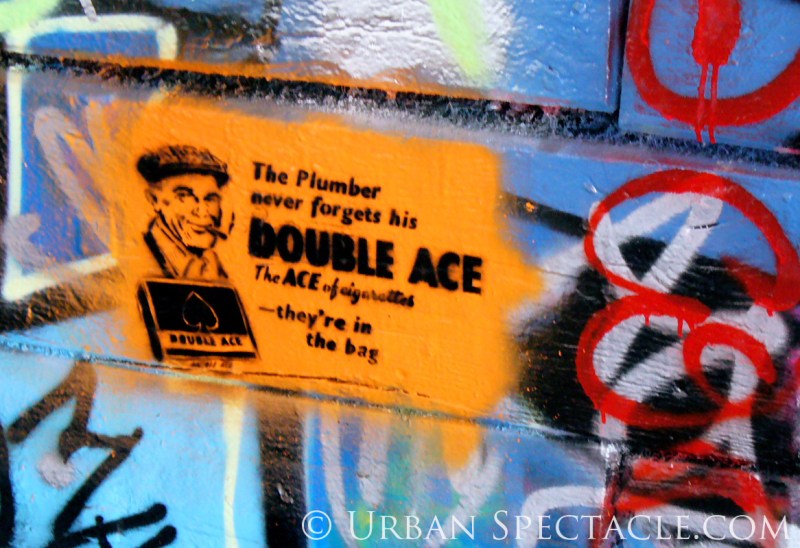 The Plumber
never forgets his
DOUBLE ACE
The ACE of cigarettes
—they're in
the bag
DOUBLE ACE
© URBAN SPECTACLE.COM